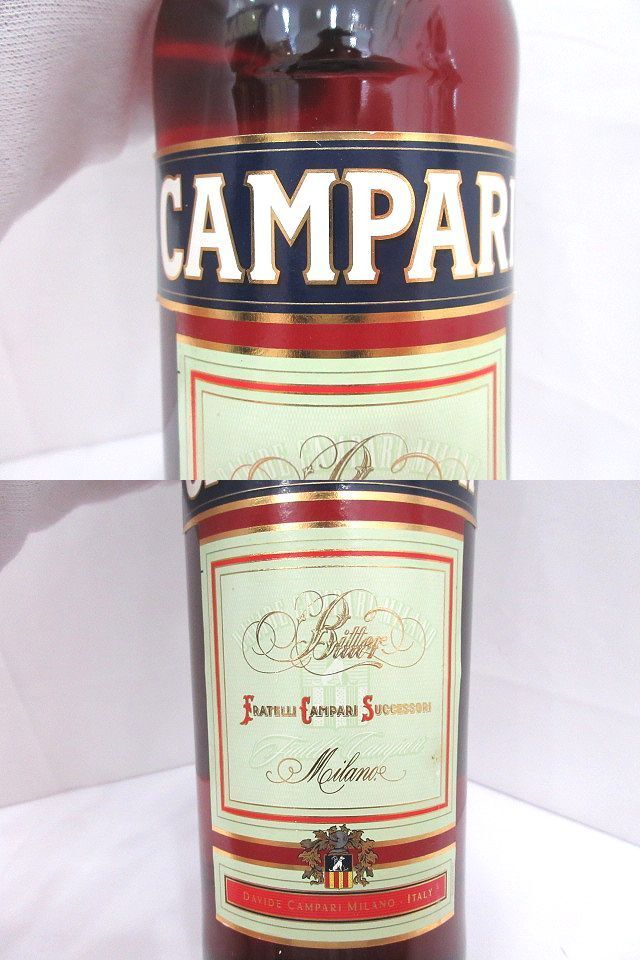 CAMPARI
Bitter
FRATELLI CAMPARI SUCCESSORI
Milano
DAVIDE CAMPARI MILANO - ITALY